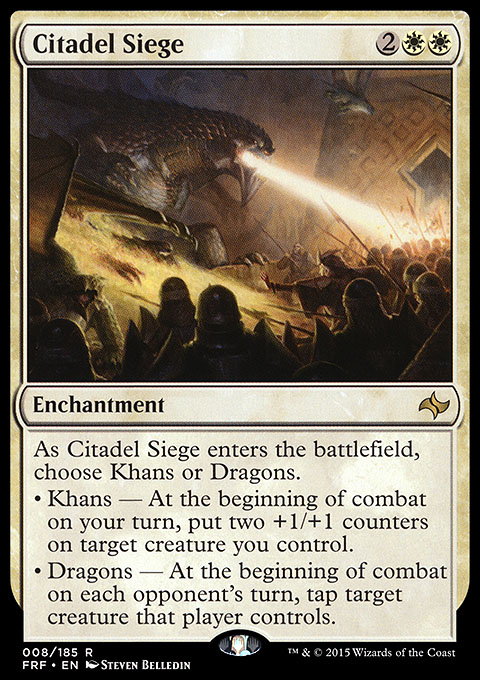 Citadel Siege 2
Enchantment
As Citadel Siege enters the battlefield,
choose Khans or Dragons.
• Khans — At the beginning of combat
on your turn, put two +1/+1 counters
on target creature you control.
• Dragons — At the beginning of combat
on each opponent's turn, tap target
creature that player controls.
008/185 R
FRF • EN Steven Belledin
™ & © 2015 Wizards of the Coast